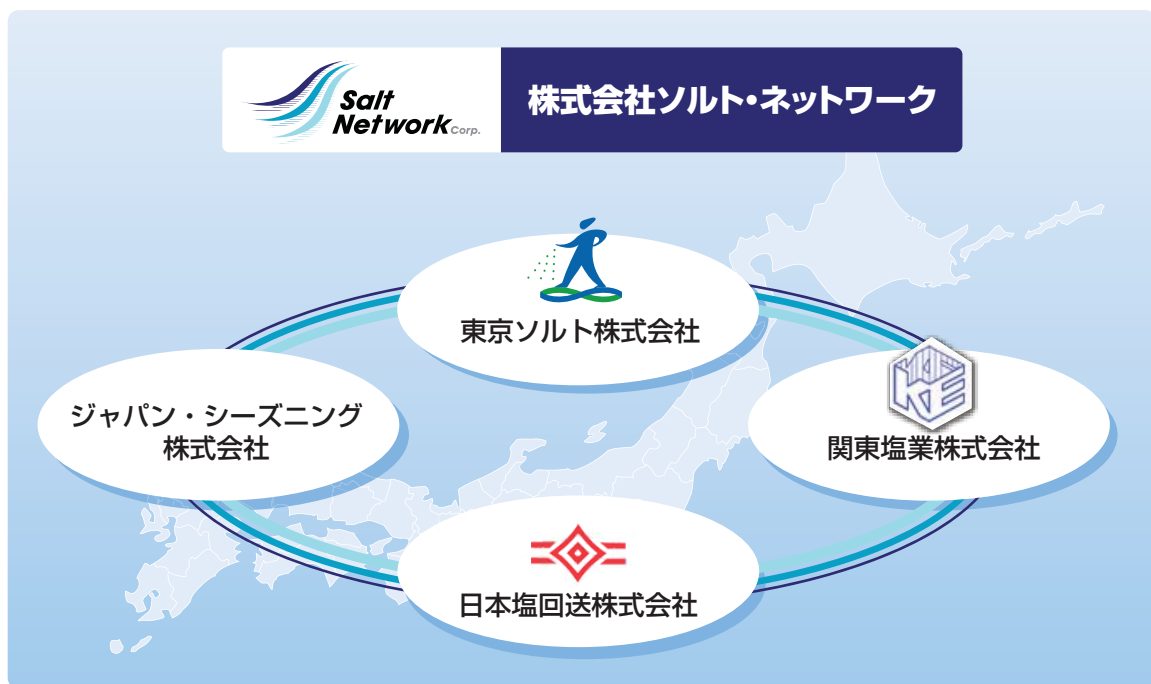 Salt
Network Corp.
株式会社ソルト・ネットワーク
東京ソルト株式会社
ジャパン・シーズニング
株式会社
KE
関東塩業株式会社
日本塩回送株式会社